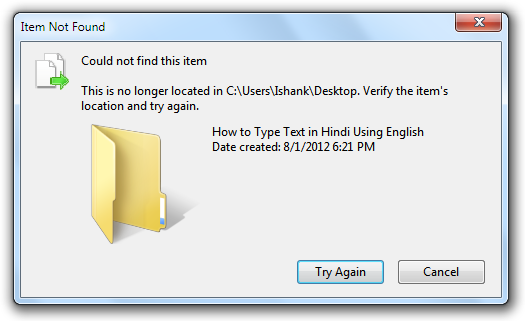 Item Not Found
Could not find this item
This is no longer located in C:\Users\Ishank\Desktop. Verify the item's
location and try again.
How to Type Text in Hindi Using English
Date created: 8/1/2012 6:21 PM
Try Again
Cancel